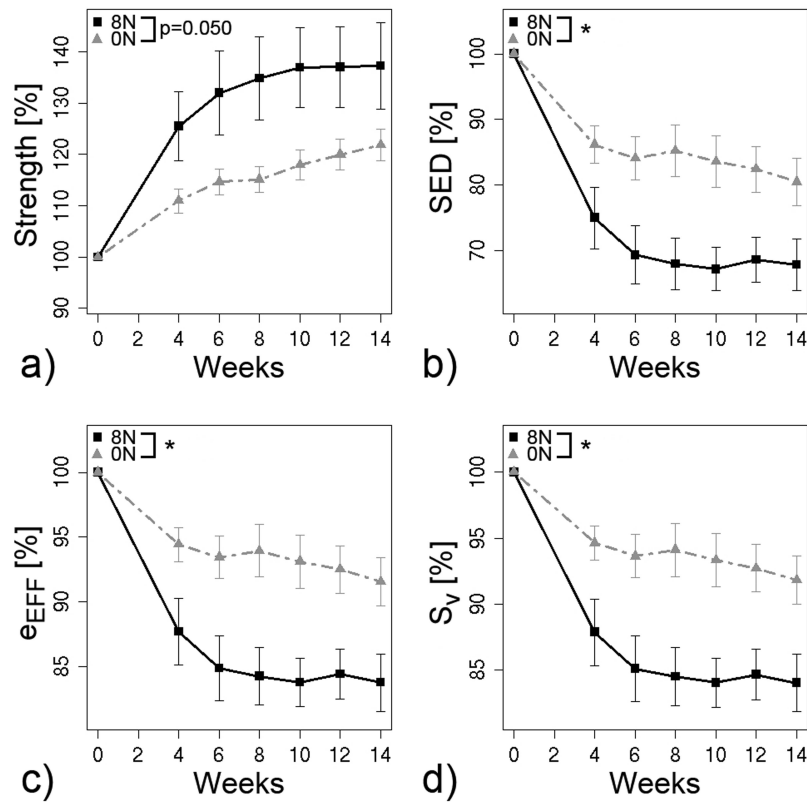 8N
0N
p=0.050
Strength [%]
90 100 110 120 130 140
0 2 4 6 8 10 12 14
Weeks
a)
8N
0N
*
SED [%]
70 80 90 100
0 2 4 6 8 10 12 14
Weeks
b)
8N
0N
*
eEFF [%]
85 90 95 100
0 2 4 6 8 10 12 14
Weeks
c)
8N
0N
*
Sv [%]
85 90 95 100
0 2 4 6 8 10 12 14
Weeks
d)